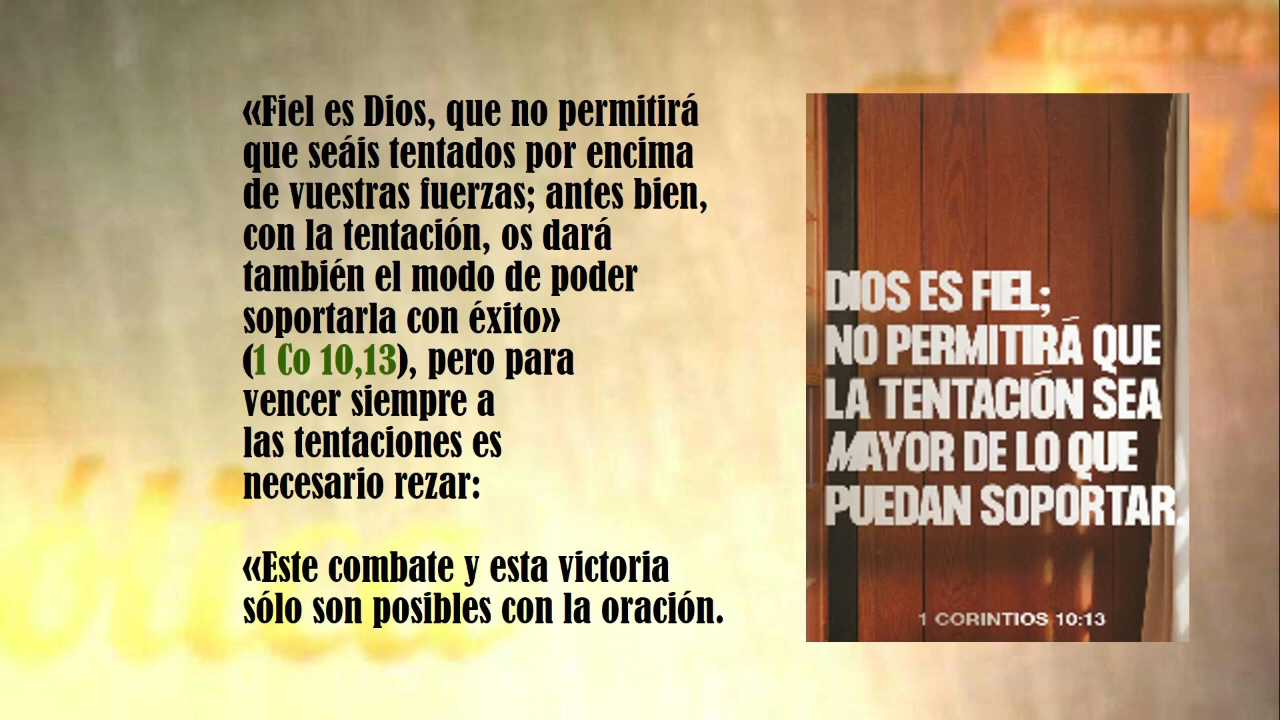 «Fiel es Dios, que no permitirá
que seáis tentados por encima
de vuestras fuerzas; antes bien,
con la tentación, os dará
también el modo de poder
soportarla con éxito»
(1 Co 10,13), pero para
vencer siempre a
las tentaciones es
necesario rezar:
«Este combate y esta victoria
sólo son posibles con la oración.
DIOS ES FIEL;
NO PERMITIRÁ QUE
LA TENTACIÓN SEA
MAYOR DE LO QUE
PUEDAN SOPORTAR.
1 CORINTIOS 10:13